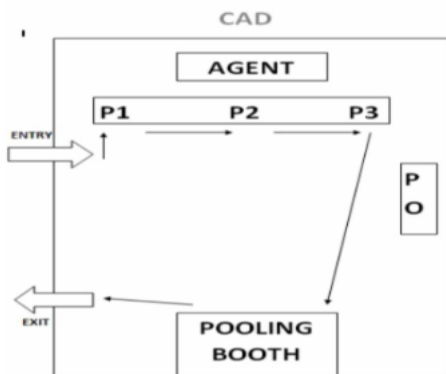 CAD
AGENT
P1 P2 P3
ENTRY
P
O
EXIT
POOLING
BOOTH